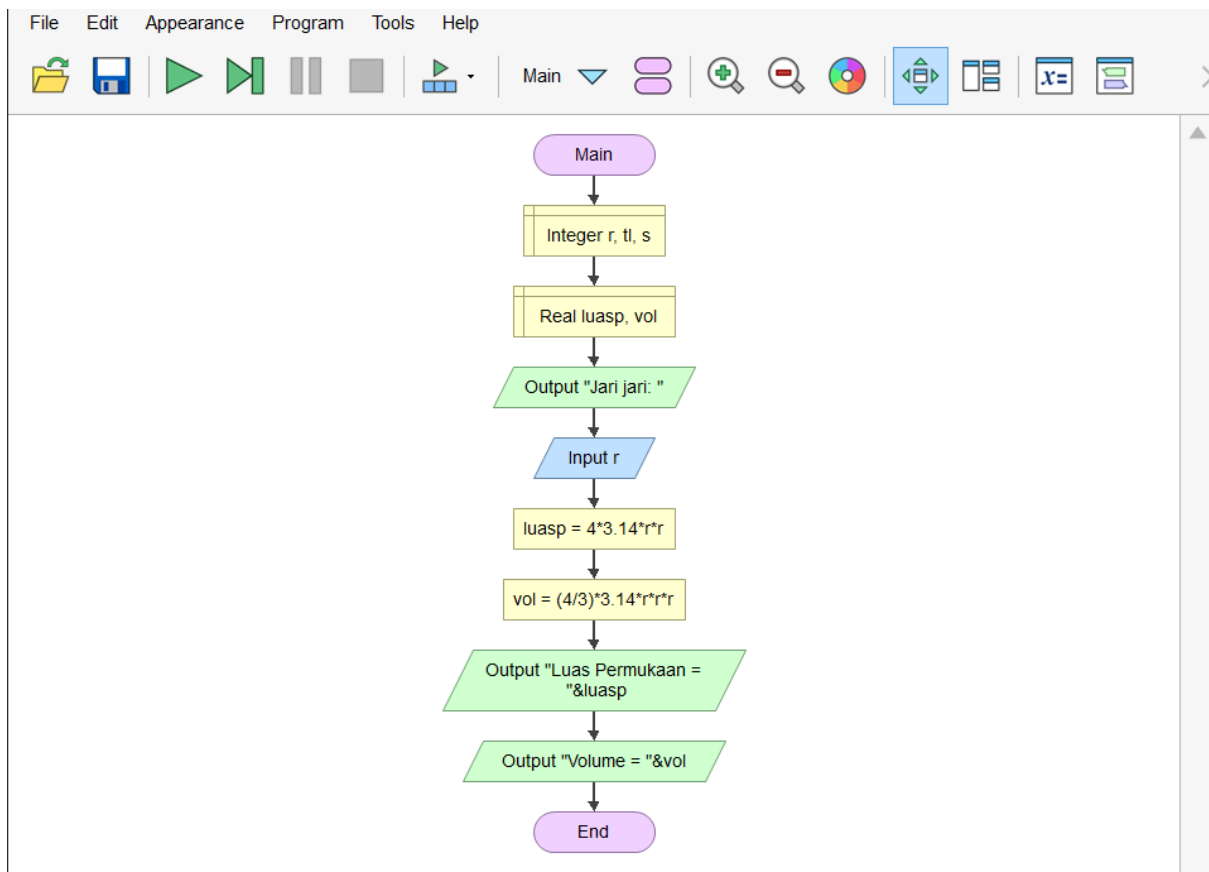 File Edit Appearance Program Tools Help
Main
x=
Main
Integer r, tl, s
Real luasp, vol
Output "Jari jari: "
Input r
luasp = 4*3.14*r*r
vol = (4/3)*3.14*r*r*r
Output "Luas Permukaan =
"&luasp
Output "Volume = "&vol
End